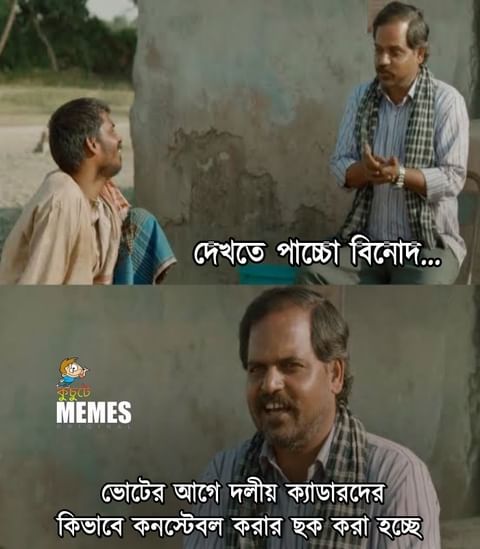 দেখতে পাচ্চো বিনোদ...
কুচুটে
MEMES
ভোটের আগে দলীয় ক্যাডারদের
কিভাবে কনস্টেবল করার ছক করা হচ্ছে